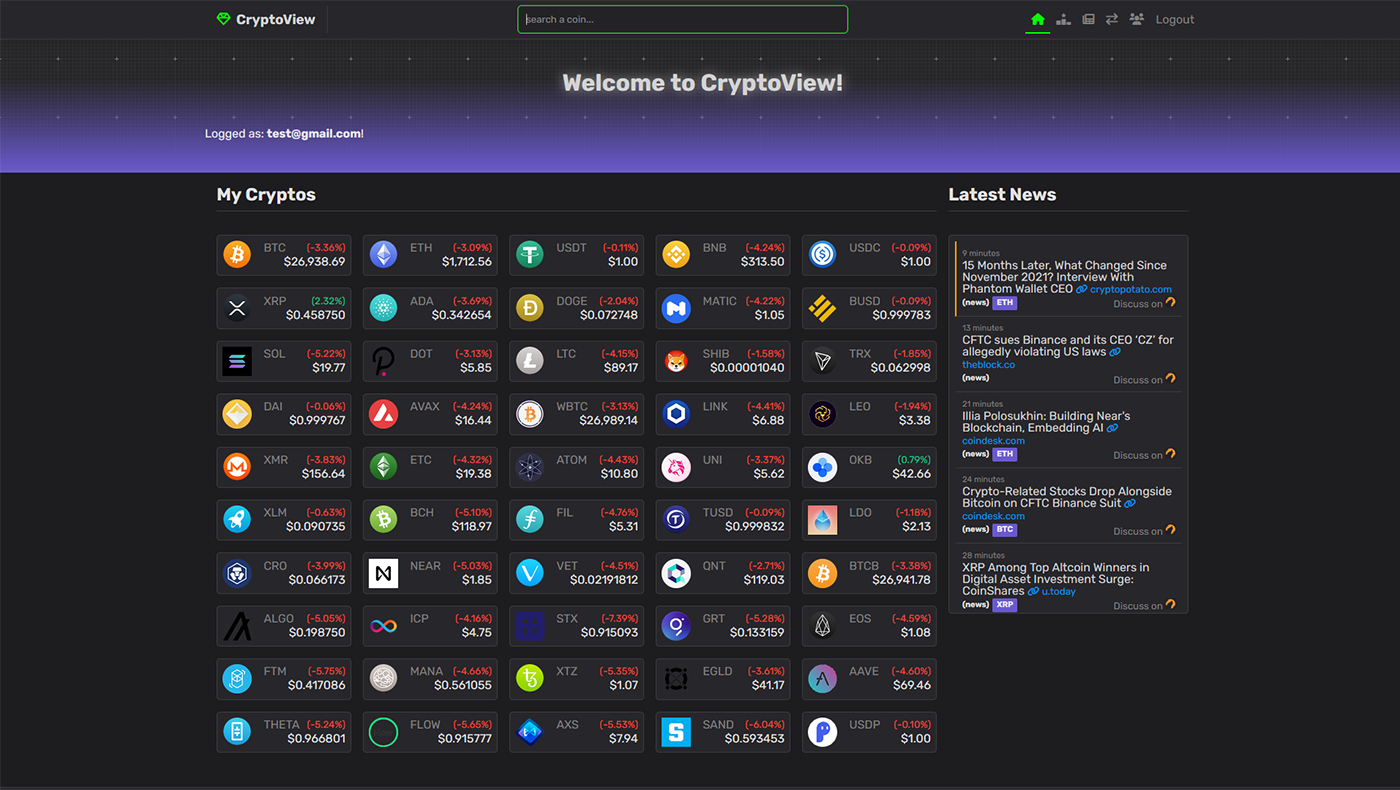 CryptoView
search a coin...
Logout
Welcome to CryptoView!
Logged as: test@gmail.com!
My Cryptos
BTC (-3.36%)
$26,938.69
ETH (-3.09%)
$1,712.56
USDT (-0.11%)
$1.00
BNB (-4.24%)
$313.50
USDC (-0.09%)
$1.00
XRP (2.32%)
$0.458750
ADA (-3.69%)
$0.342654
DOGE (-2.04%)
$0.072748
MATIC (-4.22%)
$1.05
BUSD (-0.09%)
$0.999783
SOL (-5.22%)
$19.77
DOT (-3.13%)
$5.85
LTC (-4.15%)
$89.17
SHIB (-1.58%)
$0.00001040
TRX (-1.85%)
$0.062998
DAI (-0.06%)
$0.999767
AVAX (-4.24%)
$16.44
WBTC (-3.13%)
$26,989.14
LINK (-4.41%)
$6.88
LEO (-1.94%)
$3.38
XMR (-3.83%)
$156.64
ETC (-4.32%)
$19.38
ATOM (-4.43%)
$10.80
UNI (-3.37%)
$5.62
OKB (0.79%)
$42.66
XLM (-0.63%)
$0.090735
BCH (-5.10%)
$118.97
FIL (-4.76%)
$5.31
TUSD (-0.09%)
$0.999832
LDO (-1.18%)
$2.13
CRO (-3.99%)
$0.066173
NEAR (-5.03%)
$1.85
VET (-4.51%)
$0.02191812
QNT (-2.71%)
$119.03
BTCB (-3.38%)
$26,941.78
ALGO (-5.05%)
$0.198750
ICP (-4.16%)
$4.75
STX (-7.39%)
$0.915093
GRT (-5.28%)
$0.133159
EOS (-4.59%)
$1.08
FTM (-5.75%)
$0.417086
MANA (-4.66%)
$0.561055
XTZ (-5.35%)
$1.07
EGLD (-3.61%)
$41.17
AAVE (-4.60%)
$69.46
THETA (-5.24%)
$0.966801
FLOW (-5.65%)
$0.915777
AXS (-5.53%)
$7.94
SAND (-6.04%)
$0.593453
USDP (-0.10%)
$1.00
Latest News
9 minutes
15 Months Later, What Changed Since
November 2021? Interview With
Phantom Wallet CEO cryptopotato.com
(news) ETH Discuss on
13 minutes
CFTC sues Binance and its CEO ‘CZ’ for
allegedly violating US laws
theblock.co
(news) Discuss on
21 minutes
Illia Polosukhin: Building Near's
Blockchain, Embedding AI
coindesk.com
(news) ETH Discuss on
24 minutes
Crypto-Related Stocks Drop Alongside
Bitcoin on CFTC Binance Suit
coindesk.com
(news) BTC Discuss on
28 minutes
XRP Among Top Altcoin Winners in
Digital Asset Investment Surge:
CoinShares u.today
(news) XRP Discuss on